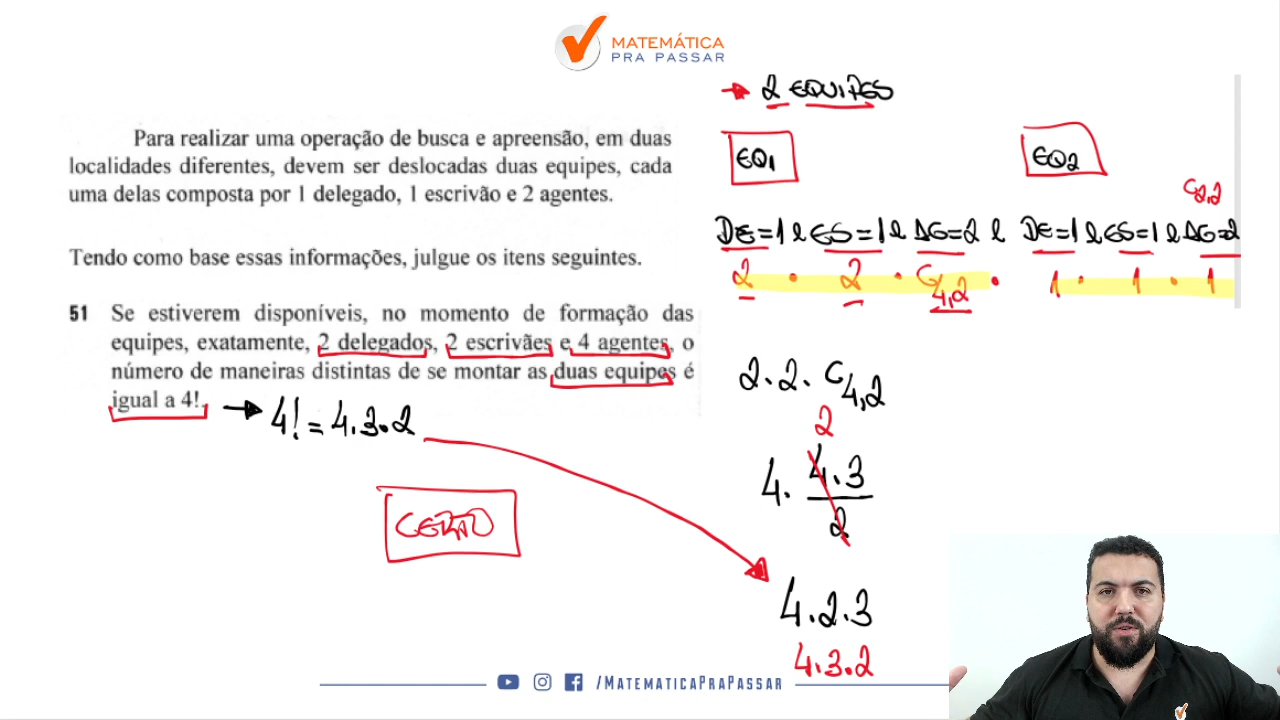 MATEMÁTICA
PRA PASSAR
Para realizar uma operação de busca e apreensão, em duas
localidades diferentes, devem ser deslocadas duas equipes, cada
uma delas composta por 1 delegado, 1 escrivão e 2 agentes.
Tendo como base essas informações, julgue os itens seguintes.
51 Se estiverem disponíveis, no momento de formação das
equipes, exatamente, 2 delegados, 2 escrivães e 4 agentes, o
número de maneiras distintas de se montar as duas equipes é
igual a 4!.
4! = 4.3.2
CERTO
2 EQUIPES
EQ1
EQ2
C2,2
DE=1 e ES=1 e AG=2 e
DE=1 e ES=1 e AG=2
2 . 2 . C4,2 .
1 . 1 . 1
2.2. C4,2
2
4. 4.3
2
4.2.3
4.3.2
/MATEMATICAPRAPASSAR